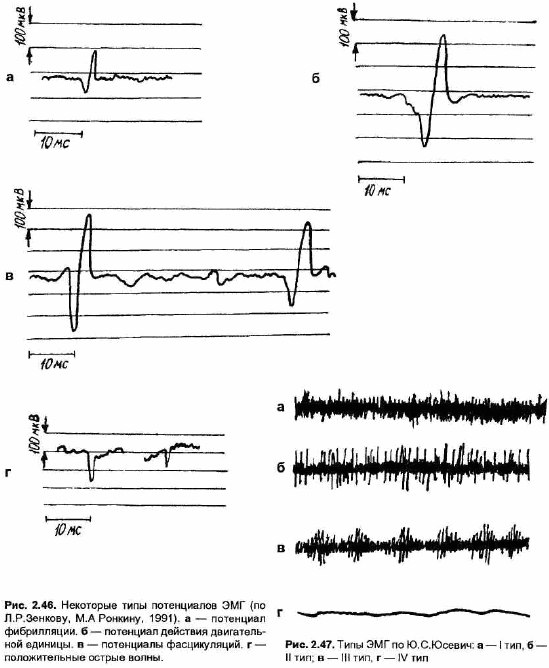 100 мкВ
а
10 мс
100 мкВ
б
10 мс
100 мкВ
в
10 мс
100 мкВ
г
10 мс
Рис. 2.46. Некоторые типы потенциалов ЭМГ (по
Л.Р.Зенкову, М.А Ронкину, 1991). а — потенциал
фибрилляции. б — потенциал действия двигатель-
ной единицы. в — потенциалы фасцикуляций. г —
положительные острые волны.
а
б
в
г
Рис. 2.47. Типы ЭМГ по Ю.С.Юсевич: а — I тип, б —
II тип; в — III тип, г — IV тип